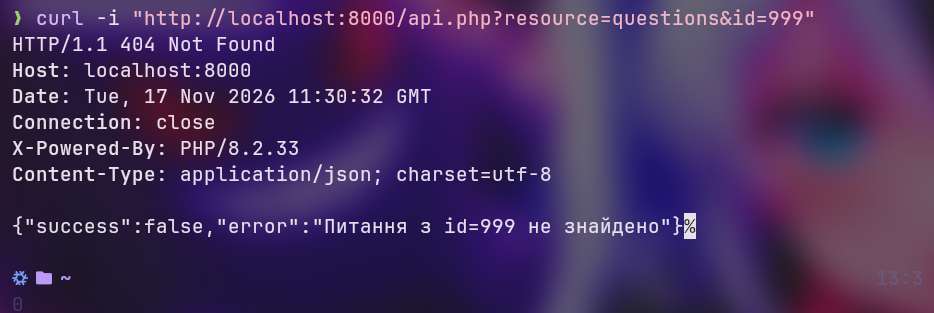 ❯ curl -i "http://localhost:8000/api.php?resource=questions&id=999"
HTTP/1.1 404 Not Found
Host: localhost:8000
Date: Tue, 17 Nov 2026 11:30:32 GMT
Connection: close
X-Powered-By: PHP/8.2.33
Content-Type: application/json; charset=utf-8
{"success":false,"error":"Питання з id=999 не знайдено"}%
~ 13:3
0